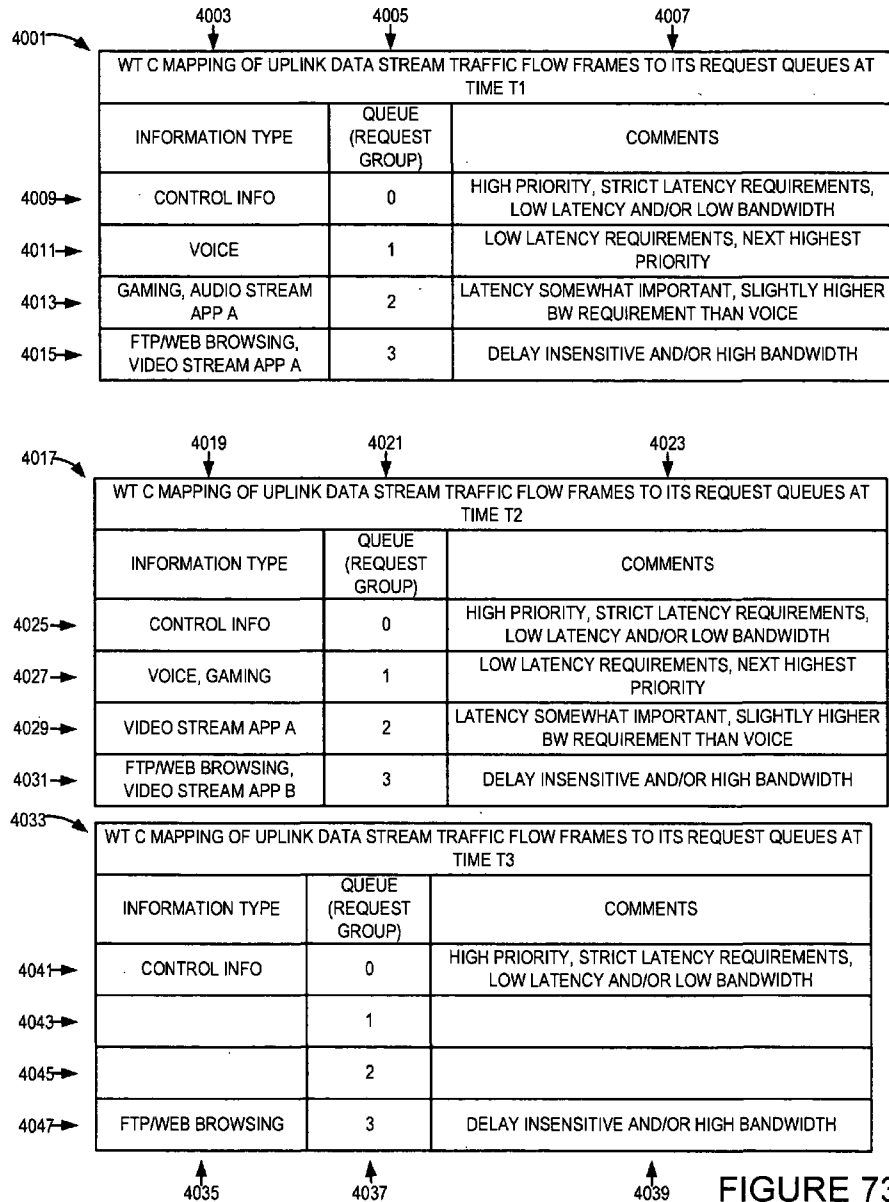 4003 4005 4007
4001
WT C MAPPING OF UPLINK DATA STREAM TRAFFIC FLOW FRAMES TO ITS REQUEST QUEUES AT
TIME T1
INFORMATION TYPE
QUEUE
(REQUEST
GROUP)
COMMENTS
4009
CONTROL INFO
0
HIGH PRIORITY, STRICT LATENCY REQUIREMENTS,
LOW LATENCY AND/OR LOW BANDWIDTH
4011
VOICE
1
LOW LATENCY REQUIREMENTS, NEXT HIGHEST
PRIORITY
4013
GAMING, AUDIO STREAM
APP A
2
LATENCY SOMEWHAT IMPORTANT, SLIGHTLY HIGHER
BW REQUIREMENT THAN VOICE
4015
FTP/WEB BROWSING,
VIDEO STREAM APP A
3
DELAY INSENSITIVE AND/OR HIGH BANDWIDTH
4019 4021 4023
4017
WT C MAPPING OF UPLINK DATA STREAM TRAFFIC FLOW FRAMES TO ITS REQUEST QUEUES AT
TIME T2
INFORMATION TYPE
QUEUE
(REQUEST
GROUP)
COMMENTS
4025
CONTROL INFO
0
HIGH PRIORITY, STRICT LATENCY REQUIREMENTS,
LOW LATENCY AND/OR LOW BANDWIDTH
4027
VOICE, GAMING
1
LOW LATENCY REQUIREMENTS, NEXT HIGHEST
PRIORITY
4029
VIDEO STREAM APP A
2
LATENCY SOMEWHAT IMPORTANT, SLIGHTLY HIGHER
BW REQUIREMENT THAN VOICE
4031
FTP/WEB BROWSING,
VIDEO STREAM APP B
3
DELAY INSENSITIVE AND/OR HIGH BANDWIDTH
4033
WT C MAPPING OF UPLINK DATA STREAM TRAFFIC FLOW FRAMES TO ITS REQUEST QUEUES AT
TIME T3
INFORMATION TYPE
QUEUE
(REQUEST
GROUP)
COMMENTS
4041
CONTROL INFO
0
HIGH PRIORITY, STRICT LATENCY REQUIREMENTS,
LOW LATENCY AND/OR LOW BANDWIDTH
4043
1
4045
2
4047
FTP/WEB BROWSING
3
DELAY INSENSITIVE AND/OR HIGH BANDWIDTH
4035 4037 4039
FIGURE 73